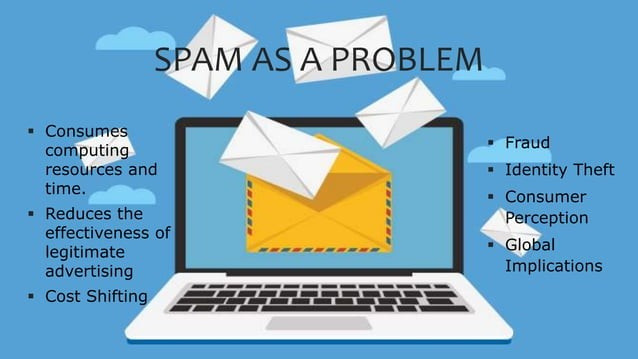 SPAM AS A PROBLEM
▪ Consumes
computing
resources and
time.
▪ Reduces the
effectiveness of
legitimate
advertising
▪ Cost Shifting
▪ Fraud
▪ Identity Theft
▪ Consumer
Perception
▪ Global
Implications